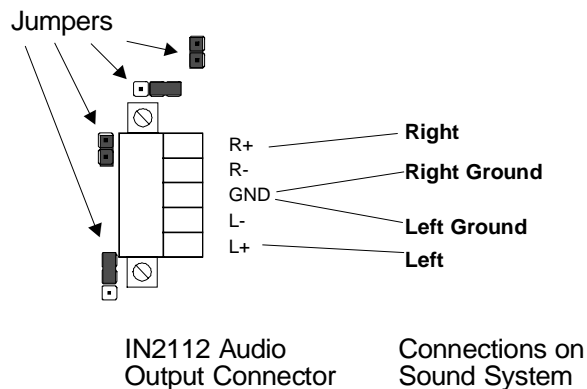 Jumpers
R+
R-
GND
L-
L+
Right
Right Ground
Left Ground
Left
IN2112 Audio
Output Connector
Connections on
Sound System